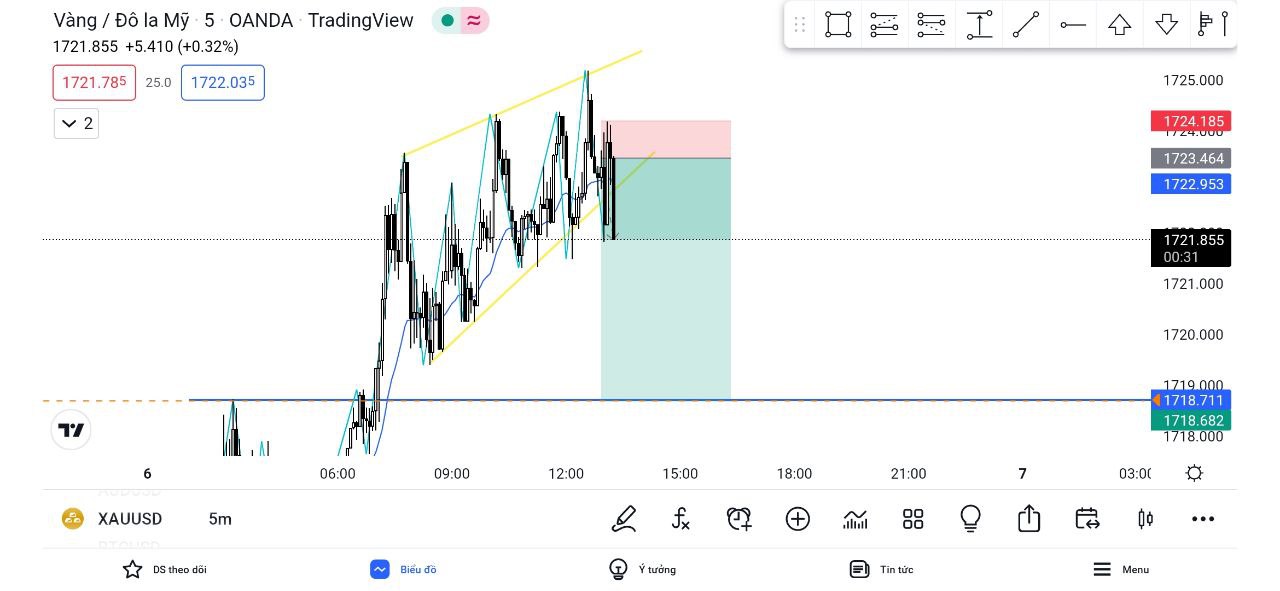 Vàng / Đô la Mỹ · 5 · OANDA · TradingView
1721.855 +5.410 (+0.32%)
1721.785 25.0 1722.035
2
1725.000
1724.185
1724.000
1723.464
1722.953
1721.855
00:31
1721.000
1720.000
1719.000
1718.711
1718.682
1718.000
6 06:00 09:00 12:00 15:00 18:00 21:00 7 03:00
XAUUSD 5m
DS theo dõi Biểu đồ Ý tưởng Tin tức Menu